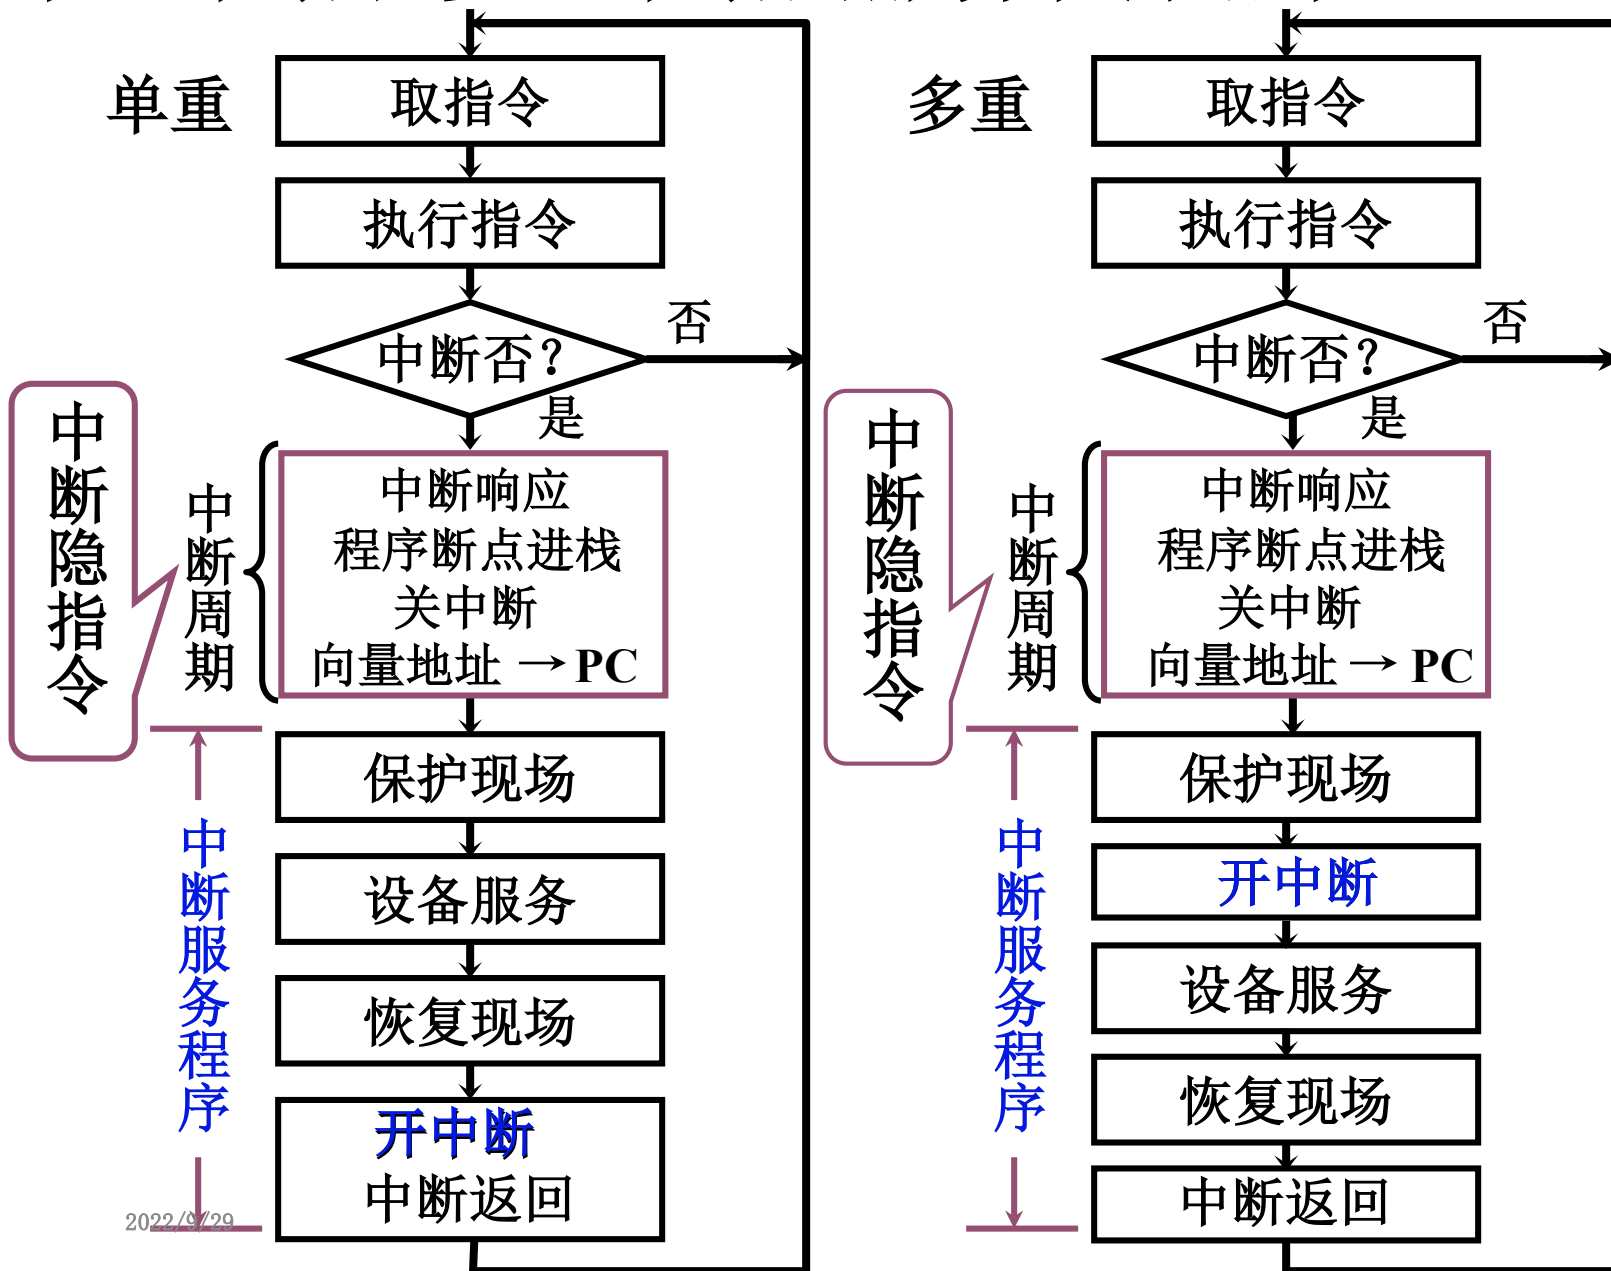 单重
取指令
执行指令
中断否?
否
是
中断隐指令
中断周期
中断响应
程序断点进栈
关中断
向量地址 → PC
中断服务程序
保护现场
设备服务
恢复现场
开中断
中断返回
2022/9/29
多重
取指令
执行指令
中断否?
否
是
中断隐指令
中断周期
中断响应
程序断点进栈
关中断
向量地址 → PC
中断服务程序
保护现场
开中断
设备服务
恢复现场
中断返回